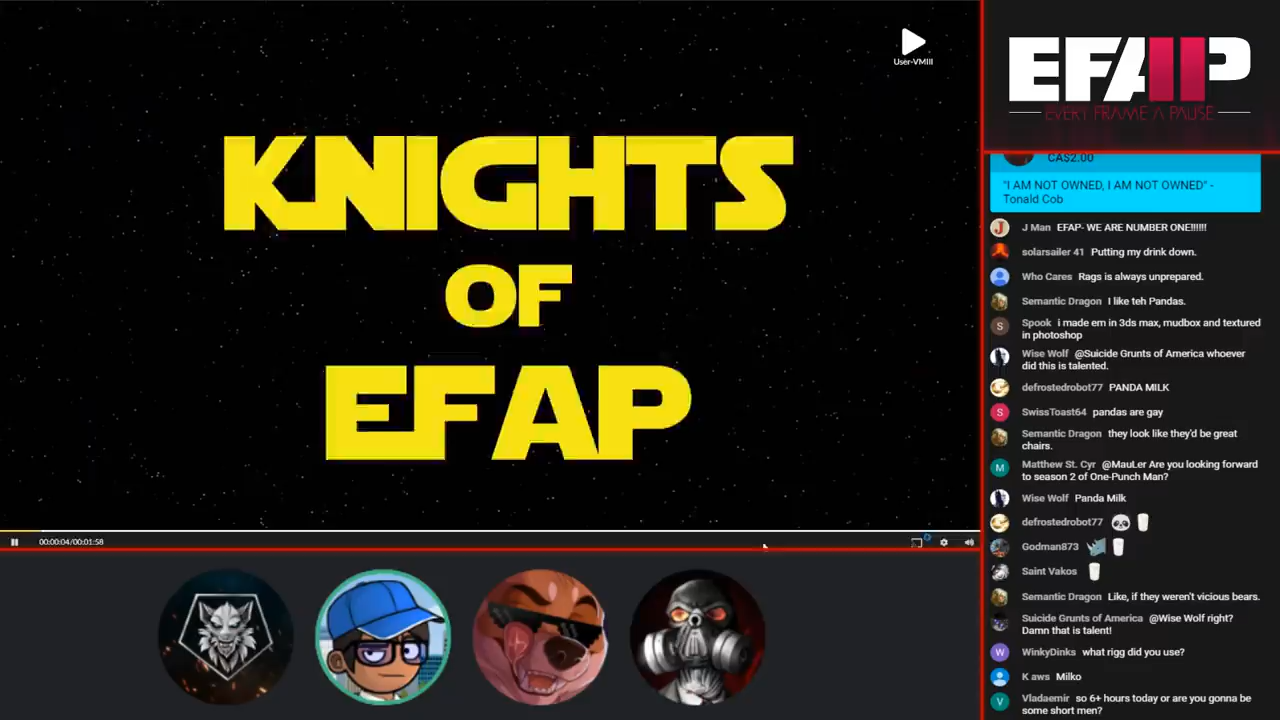 User-VMIII
KNIGHTS
OF
EFAP
00:00:04/00:01:58
EFAP
EVERY FRAME A PAUSE
CA$2.00
"I AM NOT OWNED, I AM NOT OWNED" -
Tonald Cob
J Man EFAP- WE ARE NUMBER ONE!!!!!!
solarsailer 41 Putting my drink down.
Who Cares Rags is always unprepared.
Semantic Dragon I like teh Pandas.
S
Spook i made em in 3ds max, mudbox and textured
in photoshop
Wise Wolf @Suicide Grunts of America whoever
did this is talented.
defrostedrobot77 PANDA MILK
S
SwissToast64 pandas are gay
Semantic Dragon they look like they'd be great
chairs.
M
Matthew St. Cyr @MauLer Are you looking forward
to season 2 of One-Punch Man?
Wise Wolf Panda Milk
defrostedrobot77 🐼🥛
Godman873 🥛
Saint Vakos 🥛
Semantic Dragon Like, if they weren't vicious bears.
Suicide Grunts of America @Wise Wolf right?
Damn that is talent!
W
WinkyDinks what rigg did you use?
K aws Milko
V
Vladaemir so 6+ hours today or are you gonna be
some short men?